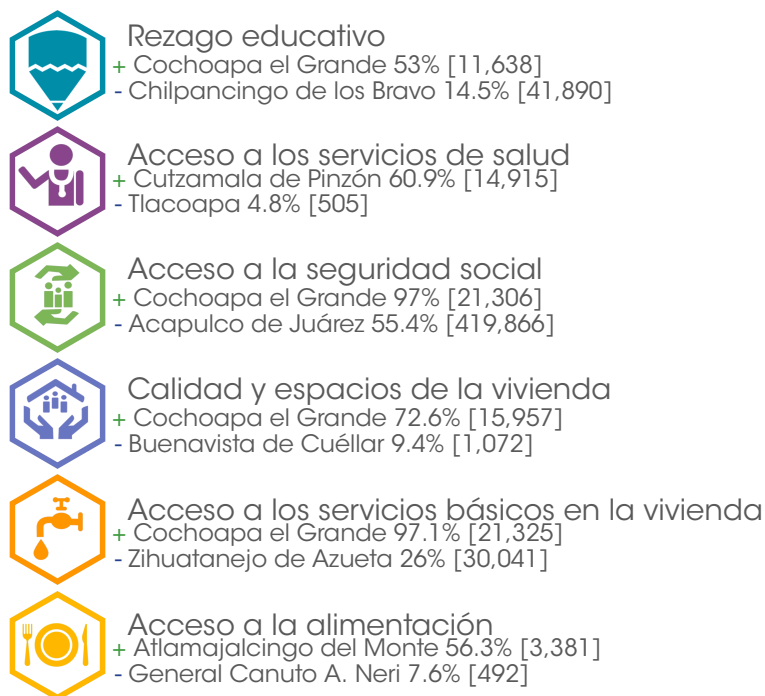 Rezago educativo
+ Cochoapa el Grande 53% [11,638]
- Chilpancingo de los Bravo 14.5% [41,890]
Acceso a los servicios de salud
+ Cutzamala de Pinzón 60.9% [14,915]
- Tlacoapa 4.8% [505]
Acceso a la seguridad social
+ Cochoapa el Grande 97% [21,306]
- Acapulco de Juárez 55.4% [419,866]
Calidad y espacios de la vivienda
+ Cochoapa el Grande 72.6% [15,957]
- Buenavista de Cuéllar 9.4% [1,072]
Acceso a los servicios básicos en la vivienda
+ Cochoapa el Grande 97.1% [21,325]
- Zihuatanejo de Azueta 26% [30,041]
Acceso a la alimentación
+ Atlamajalcingo del Monte 56.3% [3,381]
- General Canuto A. Neri 7.6% [492]